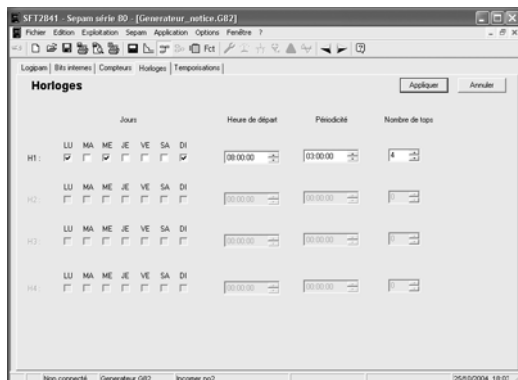 SFT2841 - Sepam série 80 - [Generateur_notice.G82]
Fichier Edition Exploitation Sepam Application Options Fenêtre ?
Fct
Logipam Bits internes Compteurs Horloges Temporisations
Horloges
Appliquer Annuler
Jours Heure de départ Périodicité Nombre de tops
LU MA ME JE VE SA DI
H1 : 08:00:00 03:00:00 4
LU MA ME JE VE SA DI
H2 : 00:00:00 00:00:00 0
LU MA ME JE VE SA DI
H3 : 00:00:00 00:00:00 0
LU MA ME JE VE SA DI
H4 : 00:00:00 00:00:00 0
Non connecté Generateur.G82 Incomer no2 25/10/2004